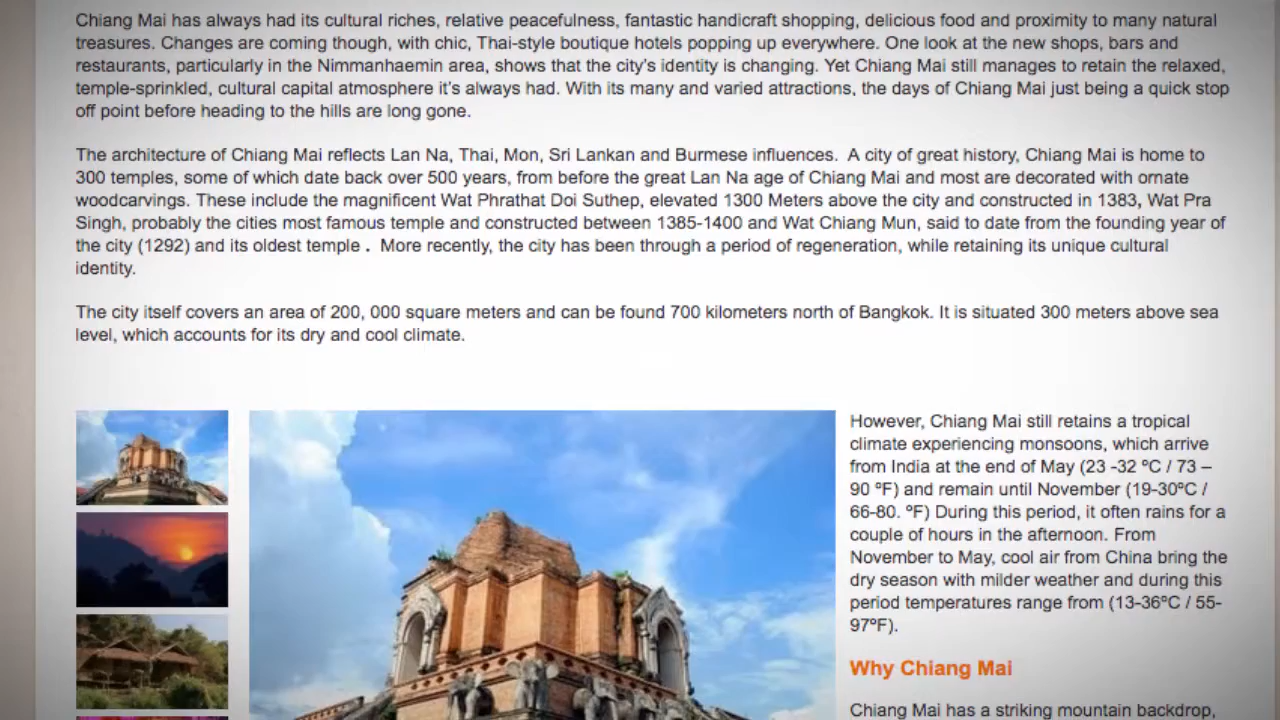 Chiang Mai has always had its cultural riches, relative peacefulness, fantastic handicraft shopping, delicious food and proximity to many natural
treasures. Changes are coming though, with chic, Thai-style boutique hotels popping up everywhere. One look at the new shops, bars and
restaurants, particularly in the Nimmanhaemin area, shows that the city's identity is changing. Yet Chiang Mai still manages to retain the relaxed,
temple-sprinkled, cultural capital atmosphere it's always had. With its many and varied attractions, the days of Chiang Mai just being a quick stop
off point before heading to the hills are long gone.
The architecture of Chiang Mai reflects Lan Na, Thai, Mon, Sri Lankan and Burmese influences.  A city of great history, Chiang Mai is home to
300 temples, some of which date back over 500 years, from before the great Lan Na age of Chiang Mai and most are decorated with ornate
woodcarvings. These include the magnificent Wat Phrathat Doi Suthep, elevated 1300 Meters above the city and constructed in 1383, Wat Pra
Singh, probably the cities most famous temple and constructed between 1385-1400 and Wat Chiang Mun, said to date from the founding year of
the city (1292) and its oldest temple .  More recently, the city has been through a period of regeneration, while retaining its unique cultural
identity.
The city itself covers an area of 200, 000 square meters and can be found 700 kilometers north of Bangkok. It is situated 300 meters above sea
level, which accounts for its dry and cool climate.
However, Chiang Mai still retains a tropical
climate experiencing monsoons, which arrive
from India at the end of May (23 -32 ºC / 73 –
90 ºF) and remain until November (19-30ºC /
66-80. ºF) During this period, it often rains for a
couple of hours in the afternoon. From
November to May, cool air from China bring the
dry season with milder weather and during this
period temperatures range from (13-36ºC / 55-
97ºF).
Why Chiang Mai
Chiang Mai has a striking mountain backdrop,